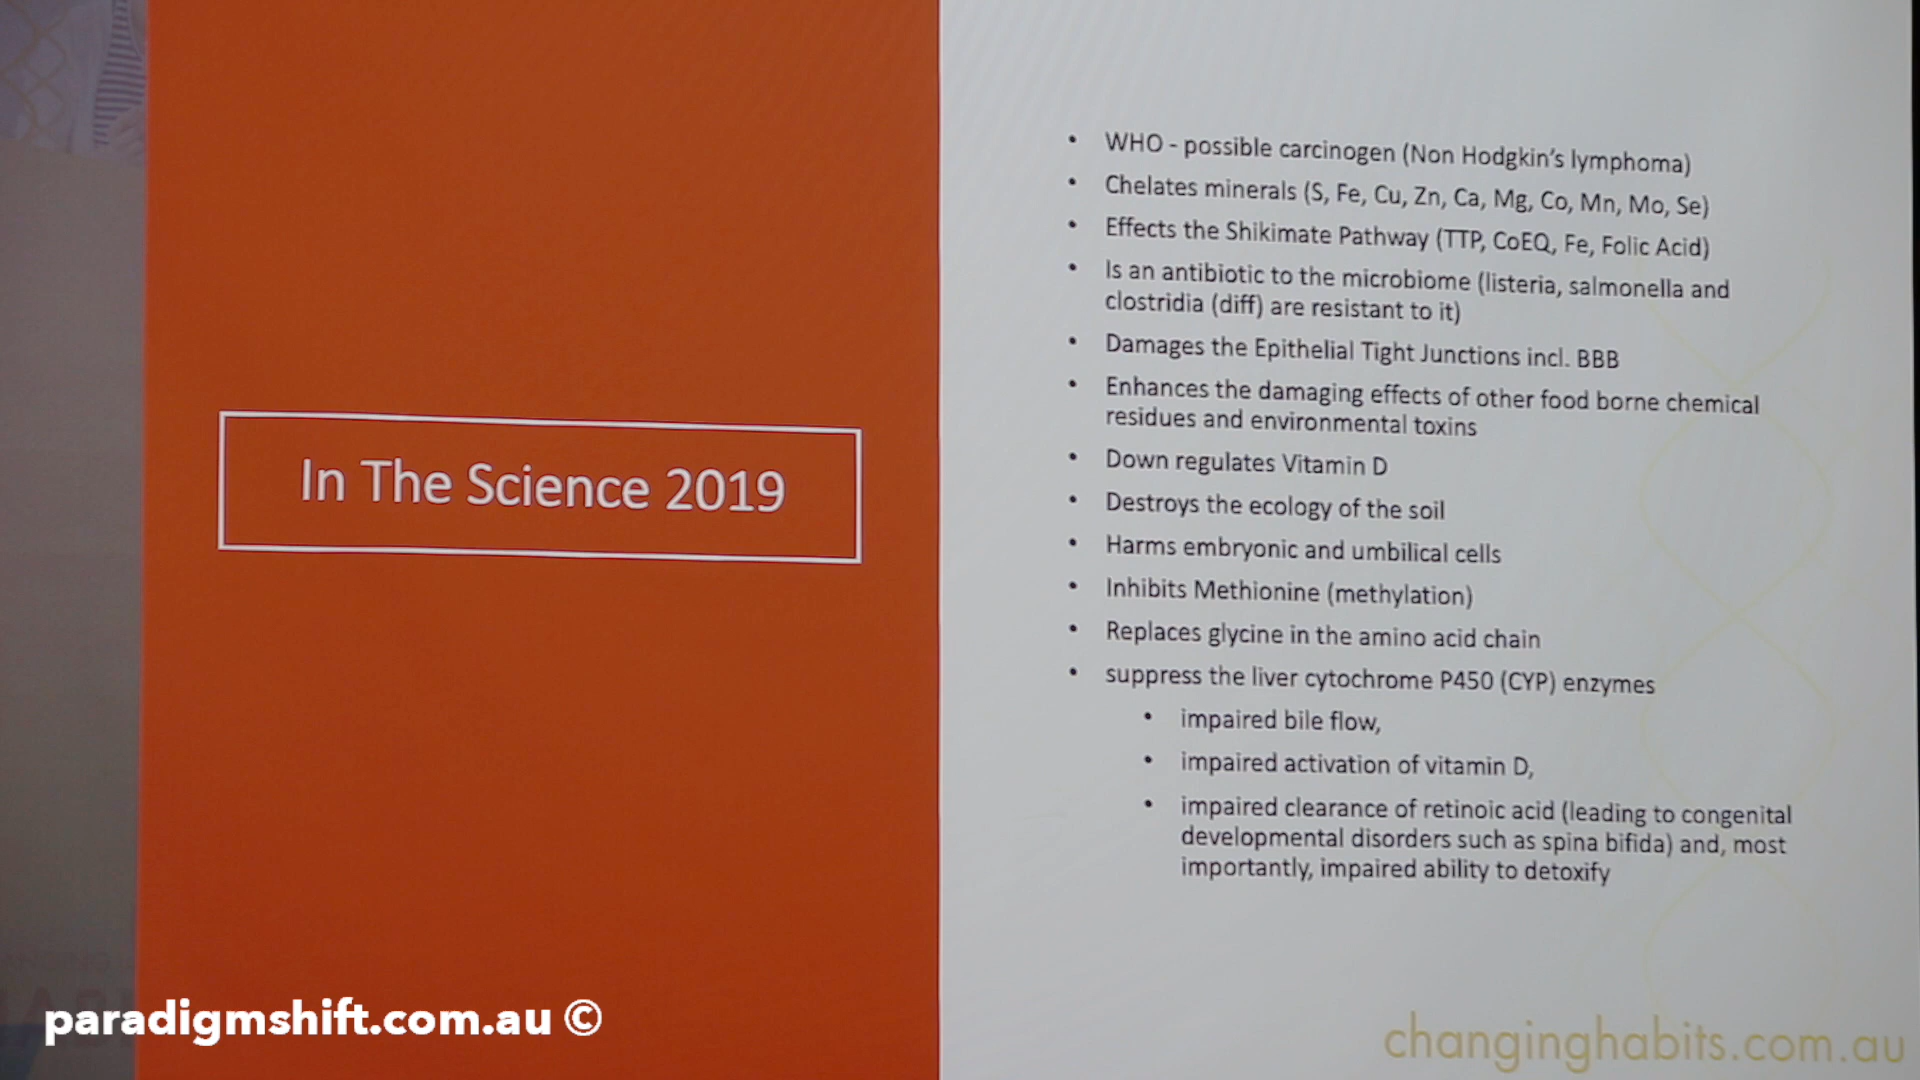 In The Science 2019
• WHO - possible carcinogen (Non Hodgkin's lymphoma)
• Chelates minerals (S, Fe, Cu, Zn, Ca, Mg, Co, Mn, Mo, Se)
• Effects the Shikimate Pathway (TTP, CoEQ, Fe, Folic Acid)
• Is an antibiotic to the microbiome (listeria, salmonella and
clostridia (diff) are resistant to it)
• Damages the Epithelial Tight Junctions incl. BBB
• Enhances the damaging effects of other food borne chemical
residues and environmental toxins
• Down regulates Vitamin D
• Destroys the ecology of the soil
• Harms embryonic and umbilical cells
• Inhibits Methionine (methylation)
• Replaces glycine in the amino acid chain
• suppress the liver cytochrome P450 (CYP) enzymes
• impaired bile flow,
• impaired activation of vitamin D,
• impaired clearance of retinoic acid (leading to congenital
developmental disorders such as spina bifida) and, most
importantly, impaired ability to detoxify
paradigmshift.com.au ©
changinghabits.com.au